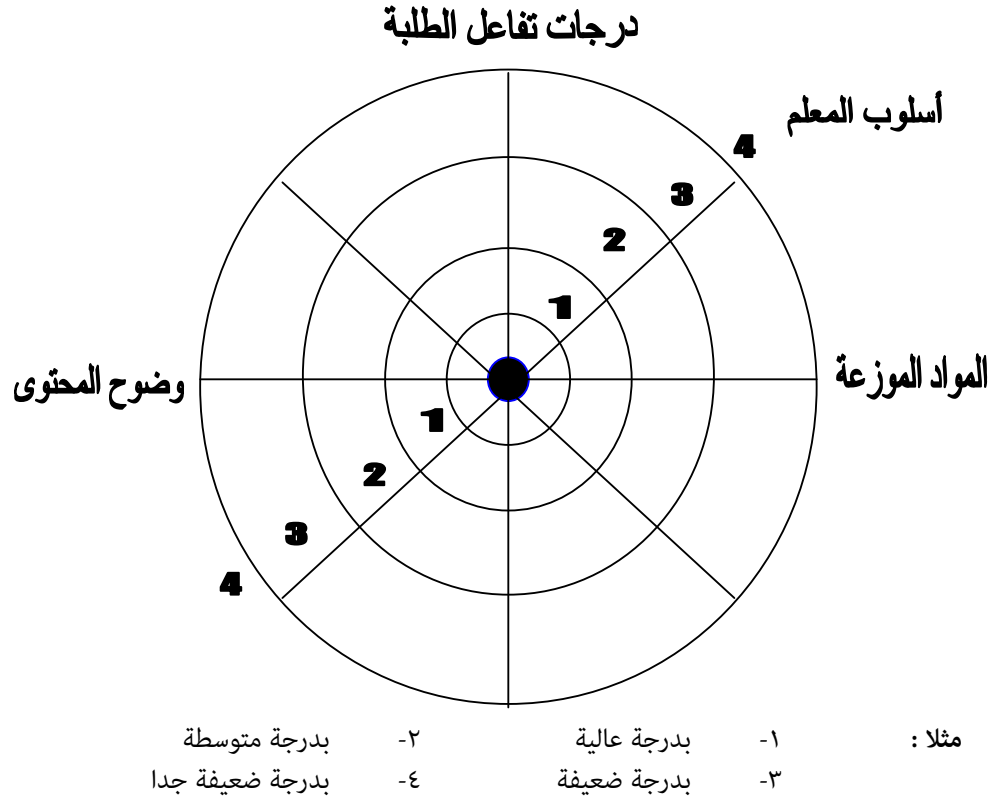 درجات تفاعل الطلبة
أسلوب المعلم
4
3
2
1
المواد الموزعة
وضوح المحتوى
1
2
3
4
مثلا : ١- بدرجة عالية ٢- بدرجة متوسطة
٣- بدرجة ضعيفة ٤- بدرجة ضعيفة جدا